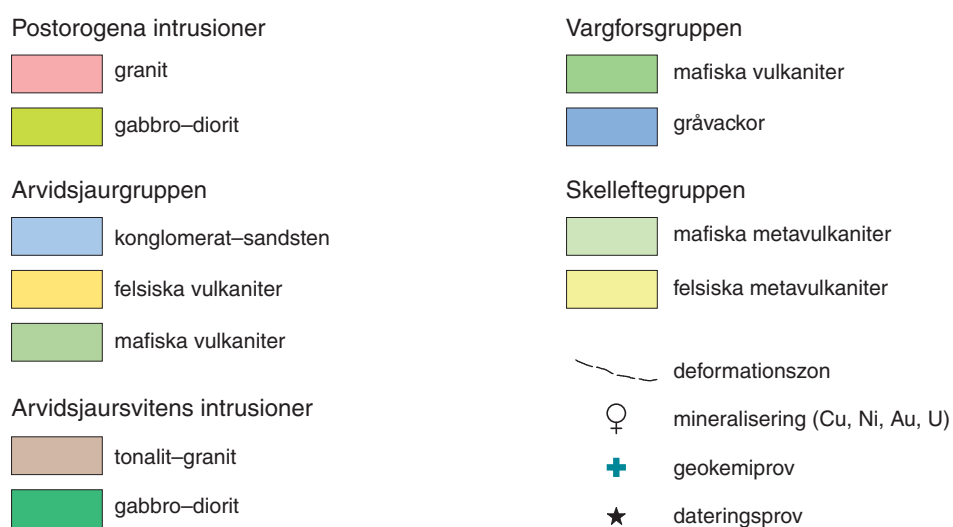 Postorogena intrusioner
granit
gabbro–diorit
Arvidsjaurgruppen
konglomerat–sandsten
felsiska vulkaniter
mafiska vulkaniter
Arvidsjaursvitens intrusioner
tonalit–granit
gabbro–diorit
Vargforsgruppen
mafiska vulkaniter
gråvackor
Skelleftegruppen
mafiska metavulkaniter
felsiska metavulkaniter
deformationszon
mineralisering (Cu, Ni, Au, U)
geokemiprov
dateringsprov